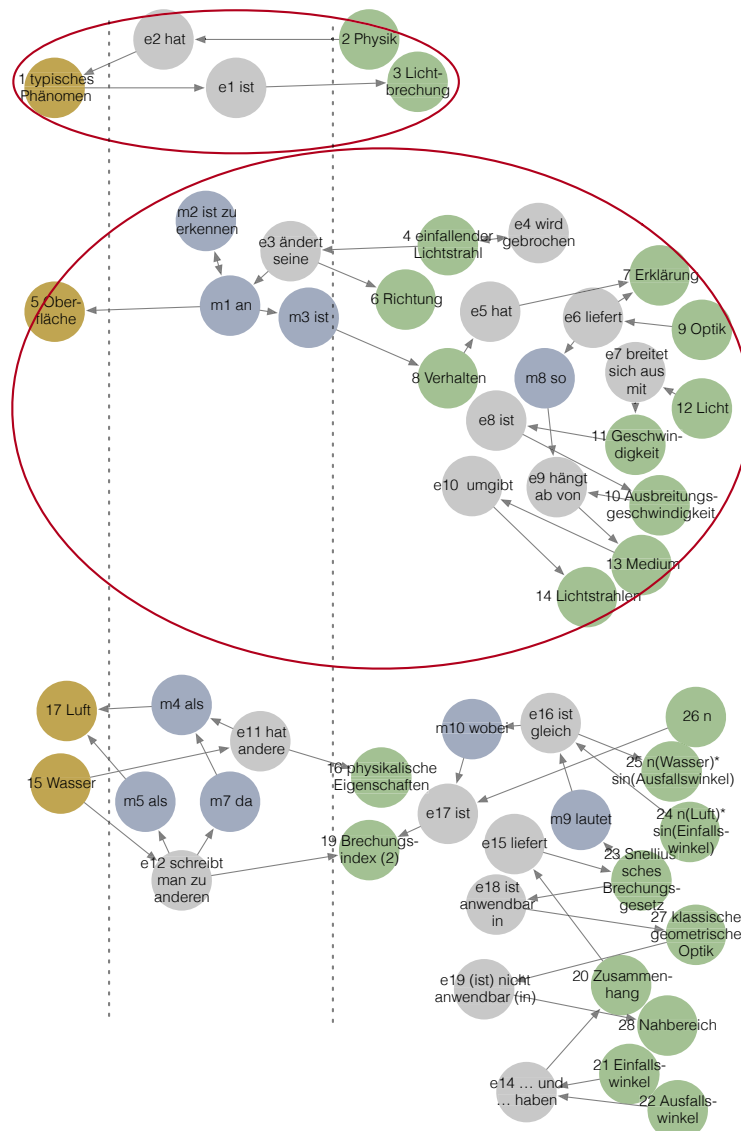 e2 hat
2 Physik
1 typisches
Phänomen
e1 ist
3 Licht-
brechung
m2 ist zu
erkennen
e3 ändert
seine
4 einfallender
Lichtstrahl
e4 wird
gebrochen
5 Ober-
fläche
m1 an
m3 ist
6 Richtung
e5 hat
7 Erklärung
e6 liefert
9 Optik
8 Verhalten
m8 so
e7 breitet
sich aus
mit
12 Licht
e8 ist
11 Geschwin-
digkeit
e10 umgibt
e9 hängt
ab von
10 Ausbreitungs-
geschwindigkeit
13 Medium
14 Lichtstrahlen
17 Luft
m4 als
e11 hat
andere
m10 wobei
e16 ist
gleich
26 n
25 n(Wasser)*
sin(Ausfallswinkel)
15 Wasser
m5 als
m7 da
16 physikalische
Eigenschaften
e17 ist
m9 lautet
24 n(Luft)*
sin(Einfalls-
winkel)
e12 schreibt
man zu
anderen
19 Brechungs-
index (2)
e15 liefert
23 Snellius
sches
Brechungs-
gesetz
e18 ist
anwendbar
in
27 klassische
geometrische
Optik
e19 (ist) nicht
anwendbar (in)
20 Zusammen-
hang
28 Nahbereich
e14 … und
… haben
21 Einfalls-
winkel
22 Ausfalls-
winkel